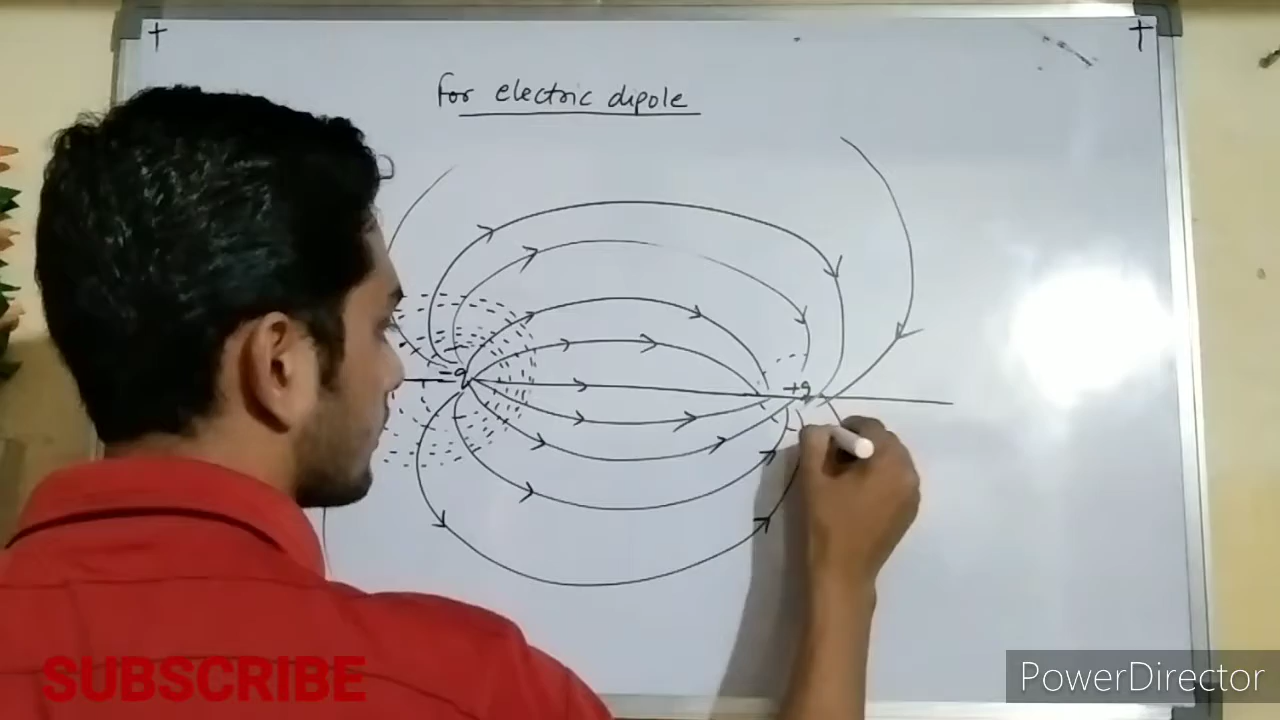 + +
for electric dipole
-q
+q
SUBSCRIBE
PowerDirector